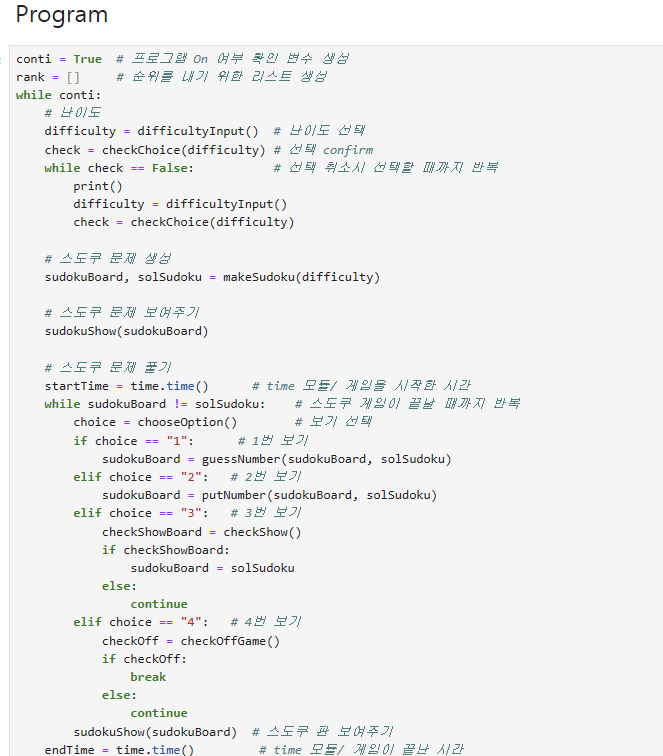 Program
conti = True  # 프로그램 On 여부 확인 변수 생성
rank = []     # 순위를 내기 위한 리스트 생성
while conti:
    # 난이도
    difficulty = difficultyInput()  # 난이도 선택
    check = checkChoice(difficulty) # 선택 confirm
    while check == False:           # 선택 취소시 선택할 때까지 반복
        print()
        difficulty = difficultyInput()
        check = checkChoice(difficulty)

    # 스도쿠 문제 생성
    sudokuBoard, solSudoku = makeSudoku(difficulty)

    # 스도쿠 문제 보여주기
    sudokuShow(sudokuBoard)

    # 스도쿠 문제 풀기
    startTime = time.time()      # time 모듈/ 게임을 시작한 시간
    while sudokuBoard != solSudoku:    # 스도쿠 게임이 끝날 때까지 반복
        choice = chooseOption()        # 보기 선택
        if choice == "1":      # 1번 보기
            sudokuBoard = guessNumber(sudokuBoard, solSudoku)
        elif choice == "2":   # 2번 보기
            sudokuBoard = putNumber(sudokuBoard, solSudoku)
        elif choice == "3":   # 3번 보기
            checkShowBoard = checkShow()
            if checkShowBoard:
                sudokuBoard = solSudoku
            else:
                continue
        elif choice == "4":   # 4번 보기
            checkOff = checkOffGame()
            if checkOff:
                break
            else:
                continue
        sudokuShow(sudokuBoard)  # 스도쿠 판 보여주기
    endTime = time.time()         # time 모듈/ 게임이 끝난 시간